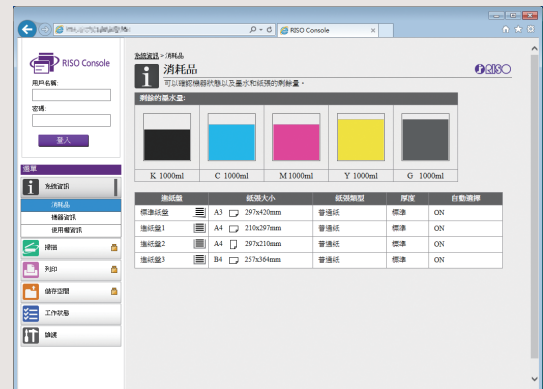 RISO Console
RISO Console
用戶名稱:
密碼:
登入
選單
系統資訊
消耗品
機器資訊
使用權資訊
掃描
列印
儲存空間
工作狀態
維護
系統資訊 > 消耗品
消耗品
RISO
可以確認機器狀態以及墨水和紙張的剩餘量。
剩餘的墨水量:
K 1000ml C 1000ml M 1000ml Y 1000ml G 1000ml
進紙盤 紙張大小 紙張類型 厚度 自動選擇
標準紙盤 A3 297x420mm 普通紙 標準 ON
進紙盤1 A4 210x297mm 普通紙 標準 ON
進紙盤2 A4 297x210mm 普通紙 標準 ON
進紙盤3 B4 257x364mm 普通紙 標準 ON